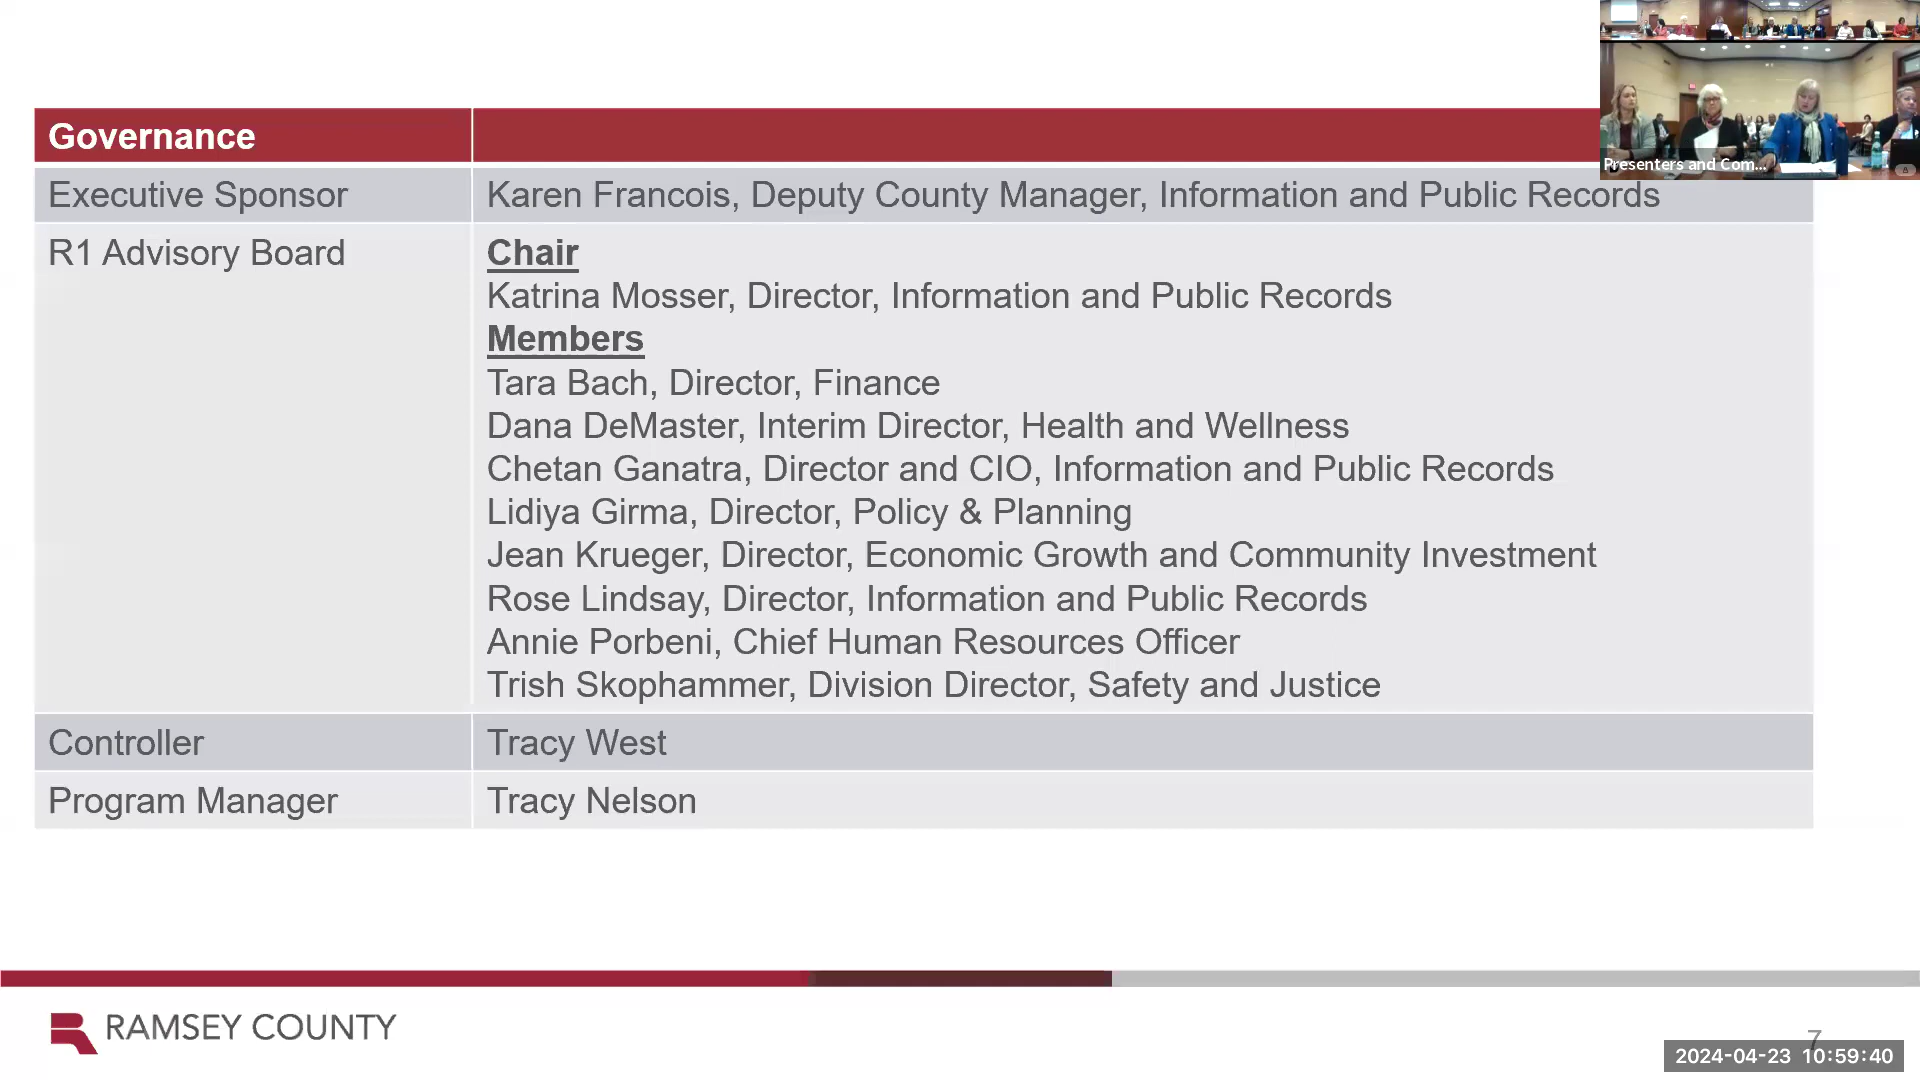 Governance
Executive Sponsor
Karen Francois, Deputy County Manager, Information and Public Records
R1 Advisory Board
Chair
Katrina Mosser, Director, Information and Public Records
Members
Tara Bach, Director, Finance
Dana DeMaster, Interim Director, Health and Wellness
Chetan Ganatra, Director and CIO, Information and Public Records
Lidiya Girma, Director, Policy & Planning
Jean Krueger, Director, Economic Growth and Community Investment
Rose Lindsay, Director, Information and Public Records
Annie Porbeni, Chief Human Resources Officer
Trish Skophammer, Division Director, Safety and Justice
Controller
Tracy West
Program Manager
Tracy Nelson
Presenters and Com...
RAMSEY COUNTY
7
2024-04-23 10:59:40